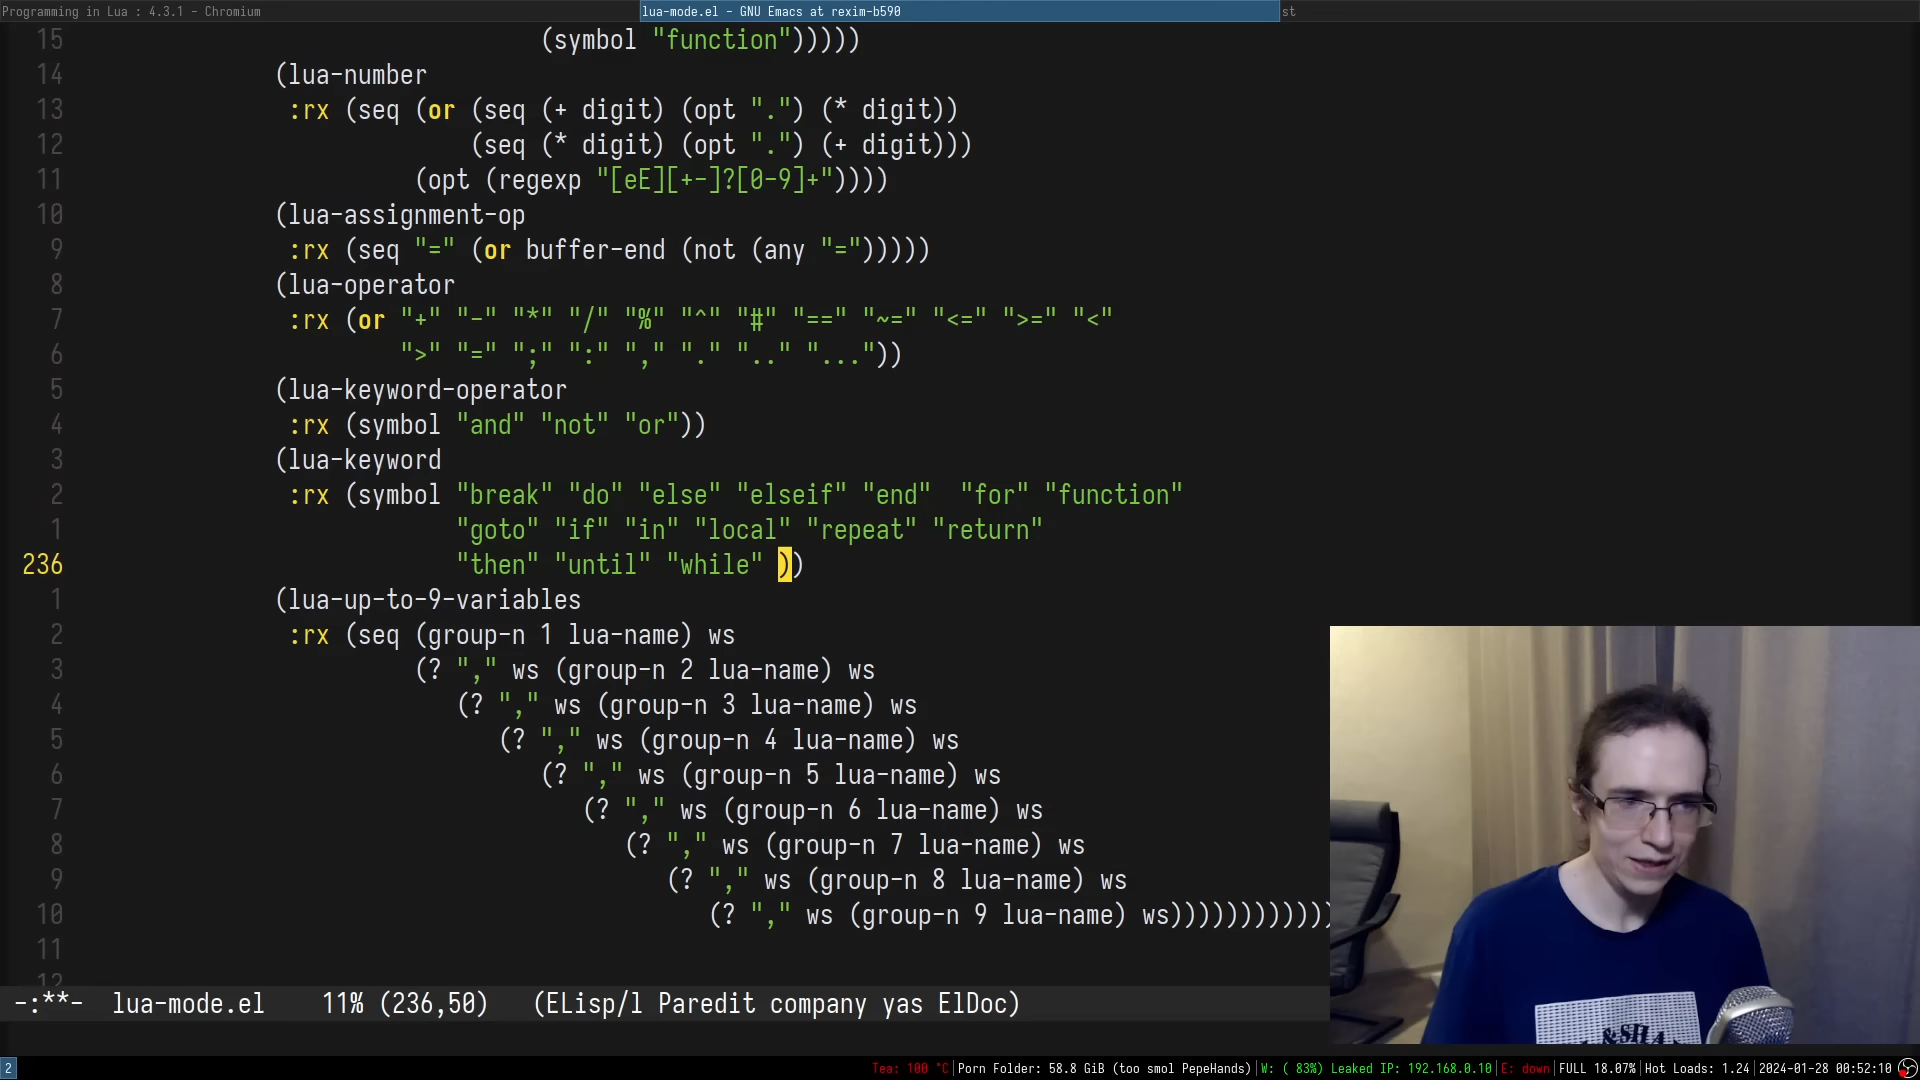 Programming in Lua : 4.3.1 - Chromium
lua-mode.el - GNU Emacs at rexim-b590
st
15 (symbol "function")))))
14 (lua-number
13 :rx (seq (or (seq (+ digit) (opt ".") (* digit))
12 (seq (* digit) (opt ".") (+ digit)))
11 (opt (regexp "[eE][+-]?[0-9]+"))))
10 (lua-assignment-op
9 :rx (seq "=" (or buffer-end (not (any "=")))))
8 (lua-operator
7 :rx (or "+" "-" "*" "/" "%" "^" "#" "==" "~=" "<=" ">=" "<"
6 ">" "=" ";" ":" "," "." ".." "..."))
5 (lua-keyword-operator
4 :rx (symbol "and" "not" "or"))
3 (lua-keyword
2 :rx (symbol "break" "do" "else" "elseif" "end"  "for" "function"
1 "goto" "if" "in" "local" "repeat" "return"
236 "then" "until" "while" ))
1 (lua-up-to-9-variables
2 :rx (seq (group-n 1 lua-name) ws
3 (? "," ws (group-n 2 lua-name) ws
4 (? "," ws (group-n 3 lua-name) ws
5 (? "," ws (group-n 4 lua-name) ws
6 (? "," ws (group-n 5 lua-name) ws
7 (? "," ws (group-n 6 lua-name) ws
8 (? "," ws (group-n 7 lua-name) ws
9 (? "," ws (group-n 8 lua-name) ws
10 (? "," ws (group-n 9 lua-name) ws))))))))))))
11
12
-:**-  lua-mode.el    11% (236,50)   (ELisp/l Paredit company yas ElDoc)
2
Tea: 100 °C|Porn Folder: 58.8 GiB (too smol PepeHands)|W: ( 83%) Leaked IP: 192.168.0.10|E: down|FULL 18.07%|Hot Loads: 1.24|2024-01-28 00:52:10